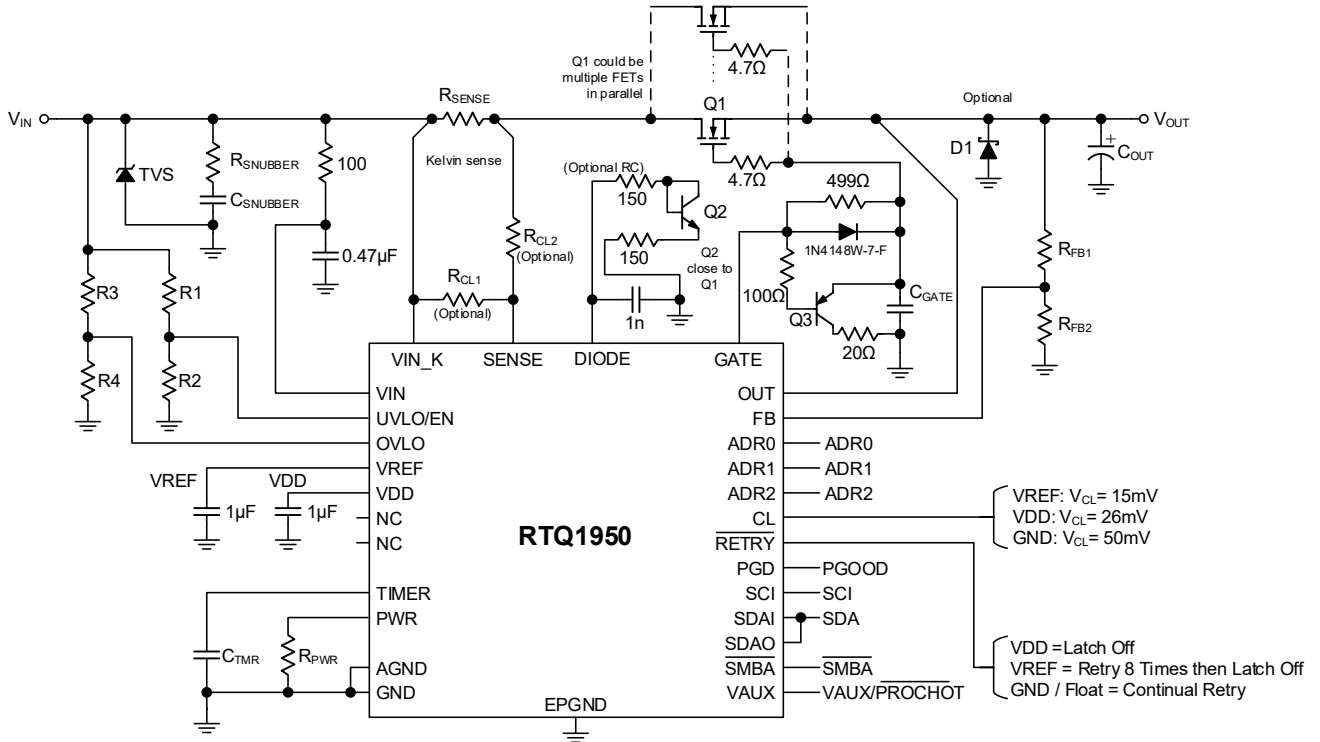 Q1 could be
multiple FETs
in parallel
4.7Ω
RSENSE
Q1
Optional
VIN
VOUT
RSNUBBER
100
TVS
CSNUBBER
Kelvin sense
(Optional RC)
150
Q2
4.7Ω
499Ω
D1
+
COUT
0.47µF
RCL2
(Optional)
150
Q2
close to
Q1
1N4148W-7-F
RFB1
R3
R1
RCL1
(Optional)
1n
100Ω
Q3
CGATE
20Ω
RFB2
R4
R2
VIN_K
SENSE
DIODE
GATE
VIN
OUT
UVLO/EN
FB
OVLO
ADR0
ADR0
VREF
VREF
ADR1
ADR1
VDD
VDD
ADR2
ADR2
1µF
1µF
NC
CL
VREF: VCL= 15mV
VDD: VCL= 26mV
GND: VCL= 50mV
NC
RTQ1950
RETRY
PGD
PGOOD
TIMER
SCI
SCI
PWR
SDAI
SDA
SDAO
CTMR
RPWR
AGND
SMBA
SMBA
GND
VAUX
VAUX/PROCHOT
EPGND
VDD =Latch Off
VREF = Retry 8 Times then Latch Off
GND / Float = Continual Retry